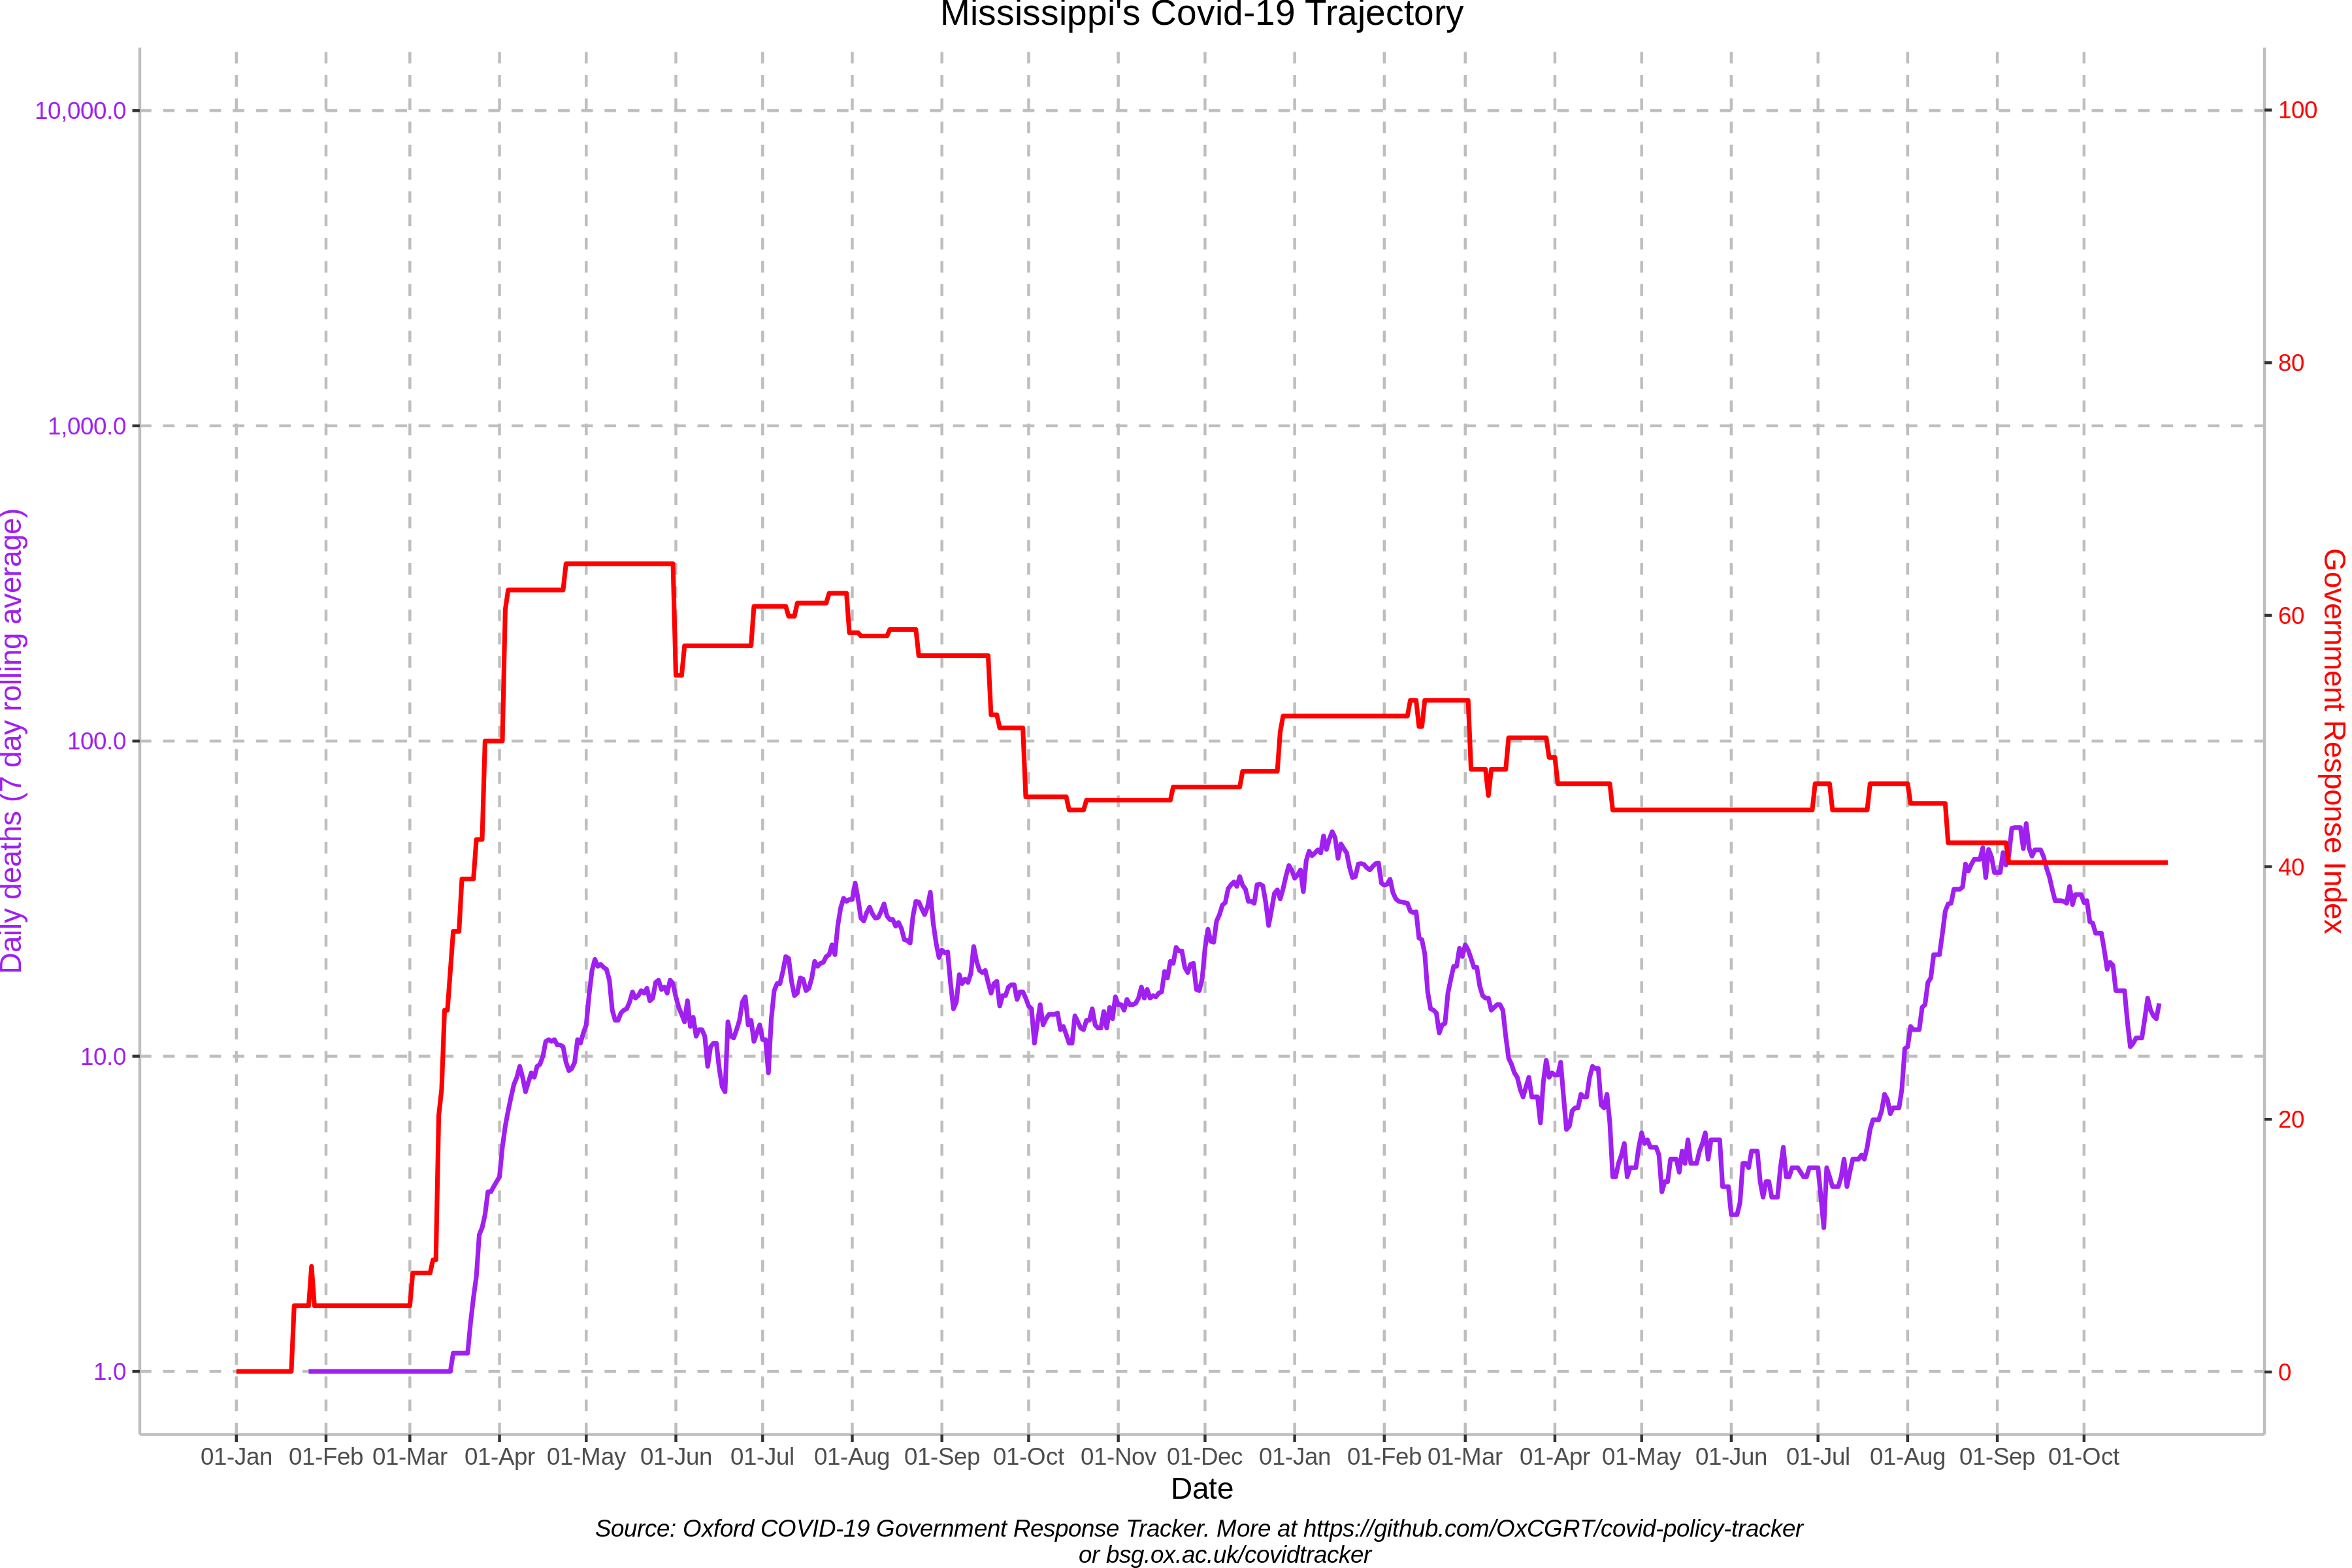 Mississippi's Covid-19 Trajectory
10,000.0
1,000.0
100.0
10.0
1.0
Daily deaths (7 day rolling average)
100
80
60
40
20
0
Government Response Index
01-Jan 01-Feb 01-Mar 01-Apr 01-May 01-Jun 01-Jul 01-Aug 01-Sep 01-Oct 01-Nov 01-Dec 01-Jan 01-Feb 01-Mar 01-Apr 01-May 01-Jun 01-Jul 01-Aug 01-Sep 01-Oct
Date
Source: Oxford COVID-19 Government Response Tracker. More at https://github.com/OxCGRT/covid-policy-tracker
or bsg.ox.ac.uk/covidtracker